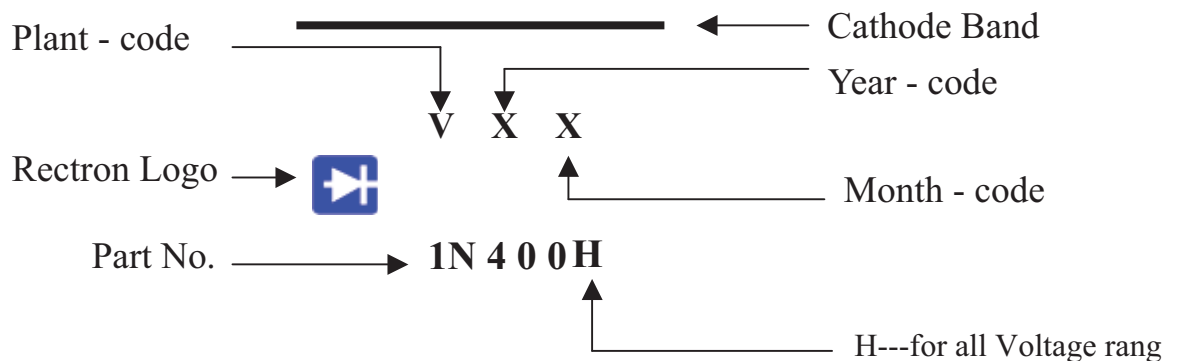 Plant - code
Cathode Band
Year - code
V X X
Rectron Logo
Month - code
Part No.
1N 4 0 0 H
H---for all Voltage rang